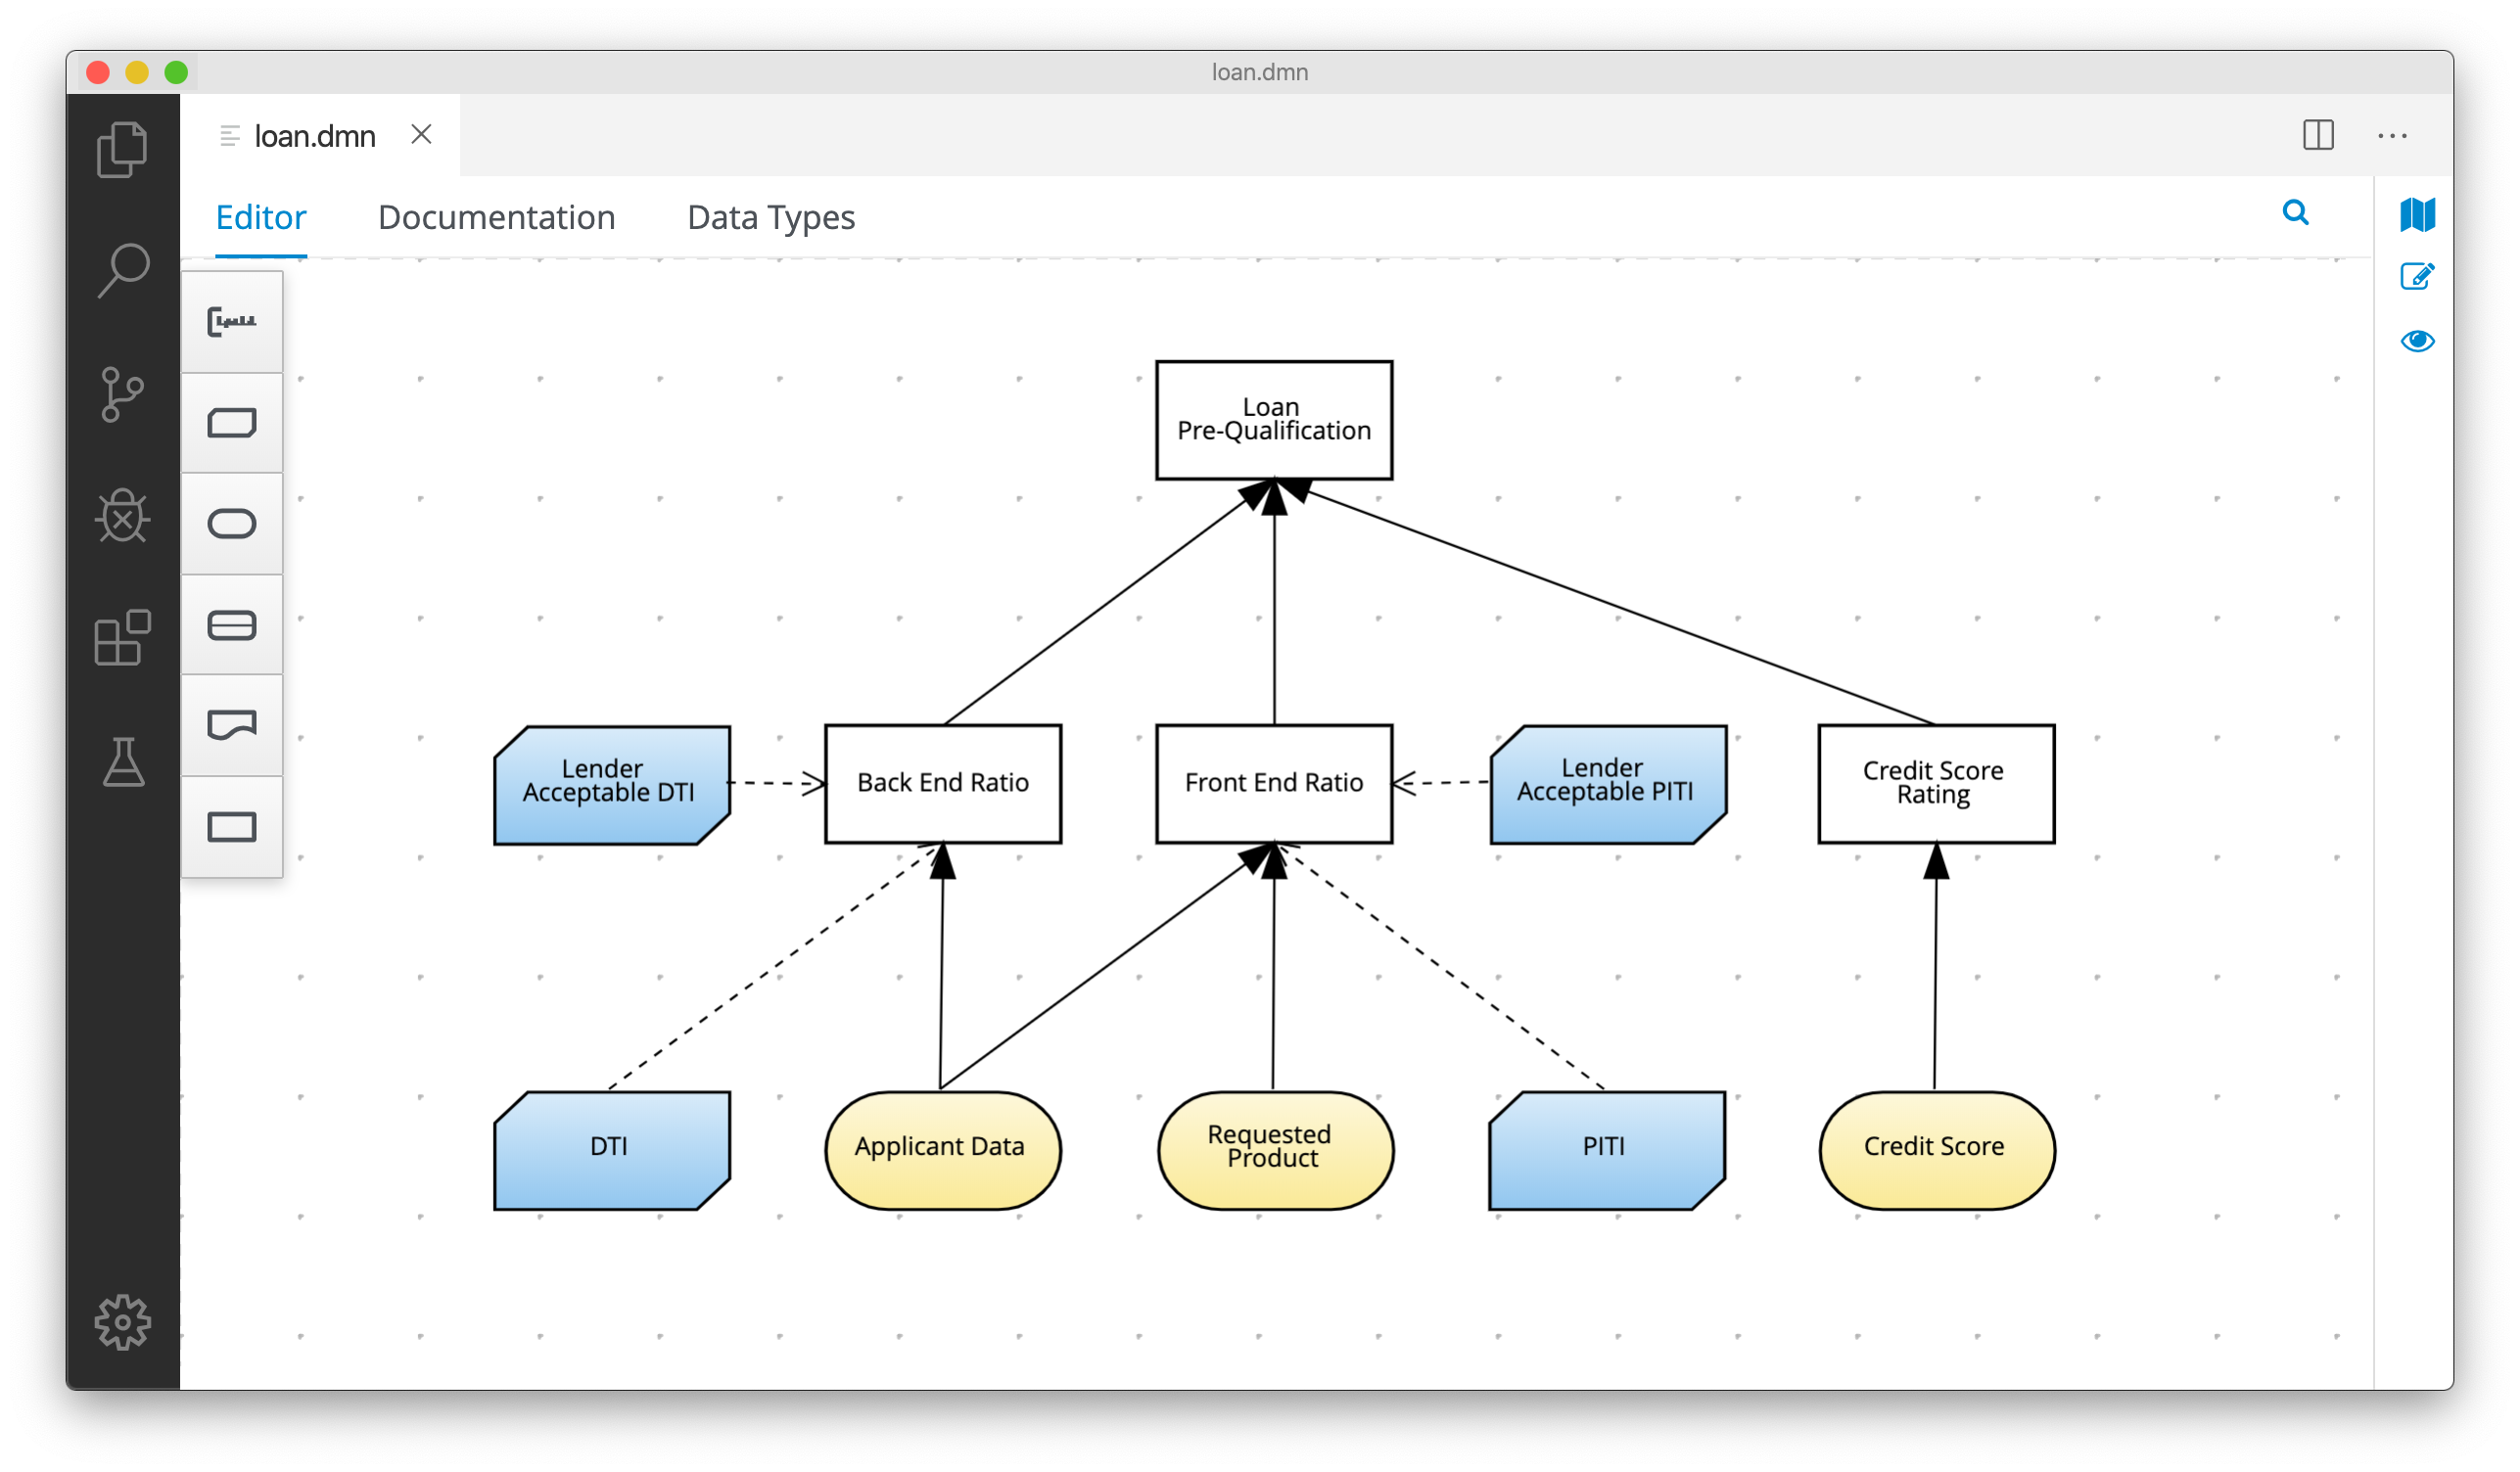 loan.dmn
loan.dmn
Editor Documentation Data Types
Loan
Pre-Qualification
Lender
Acceptable DTI
Back End Ratio
Front End Ratio
Lender
Acceptable PITI
Credit Score
Rating
DTI
Applicant Data
Requested
Product
PITI
Credit Score